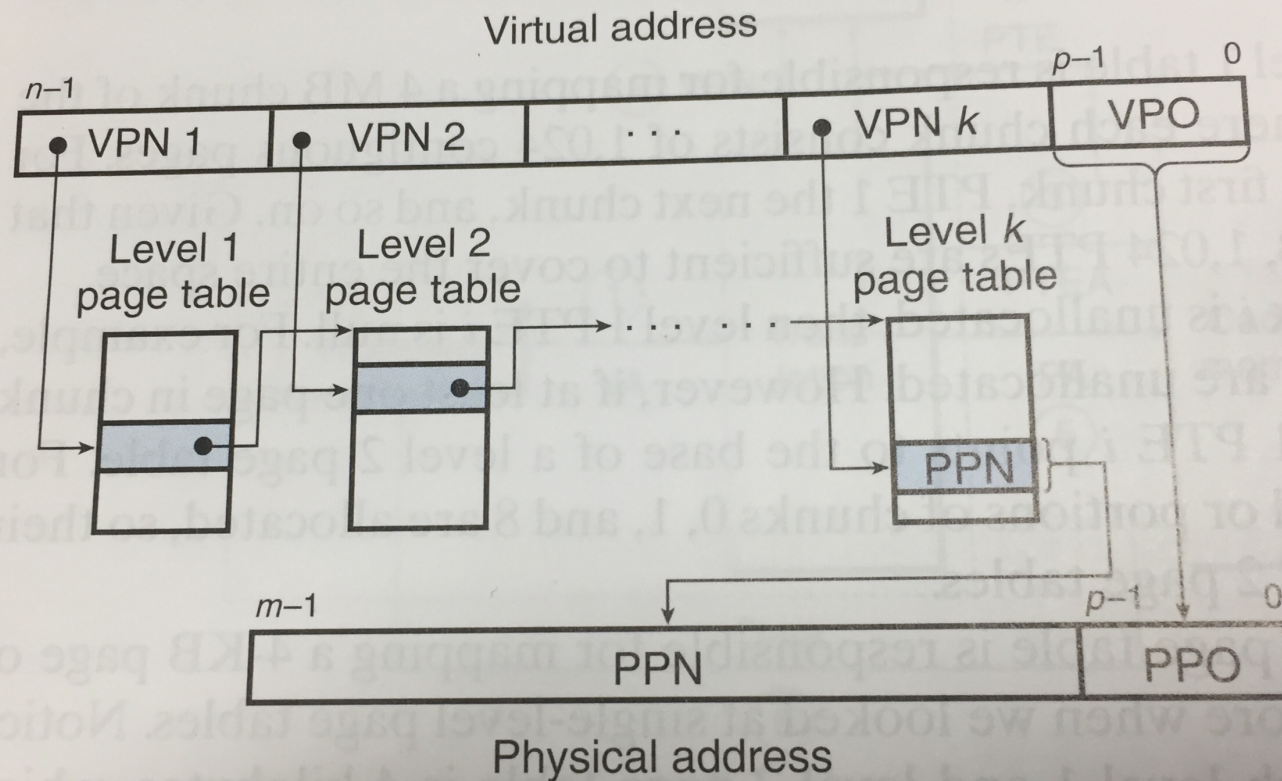 Virtual address
n–1
p–1
0
VPN 1
VPN 2
· · ·
VPN k
VPO
Level 1
page table
Level 2
page table
· · · · · ·
Level k
page table
PPN
m–1
p–1
0
PPN
PPO
Physical address